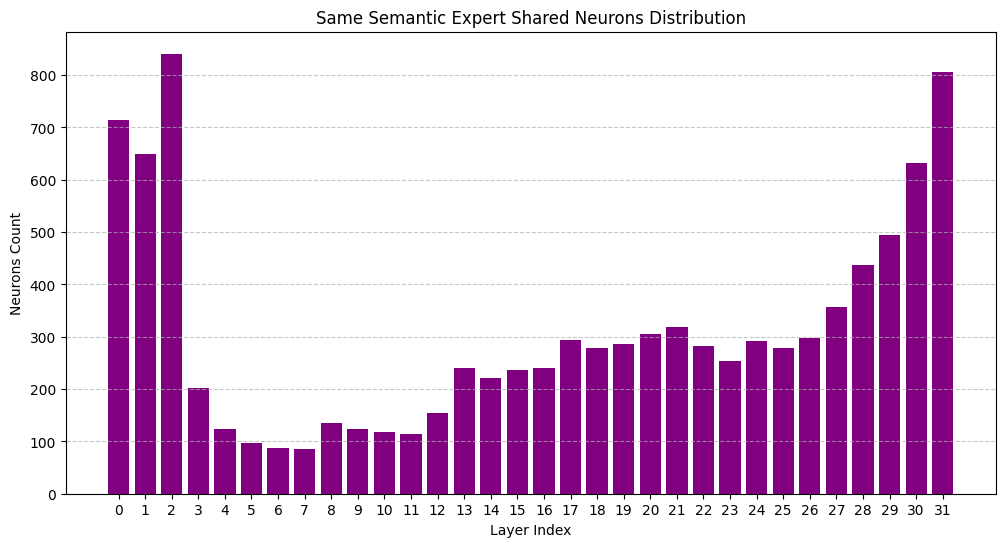 Same Semantic Expert Shared Neurons Distribution
Neurons Count
800
700
600
500
400
300
200
100
0
0 1 2 3 4 5 6 7 8 9 10 11 12 13 14 15 16 17 18 19 20 21 22 23 24 25 26 27 28 29 30 31
Layer Index